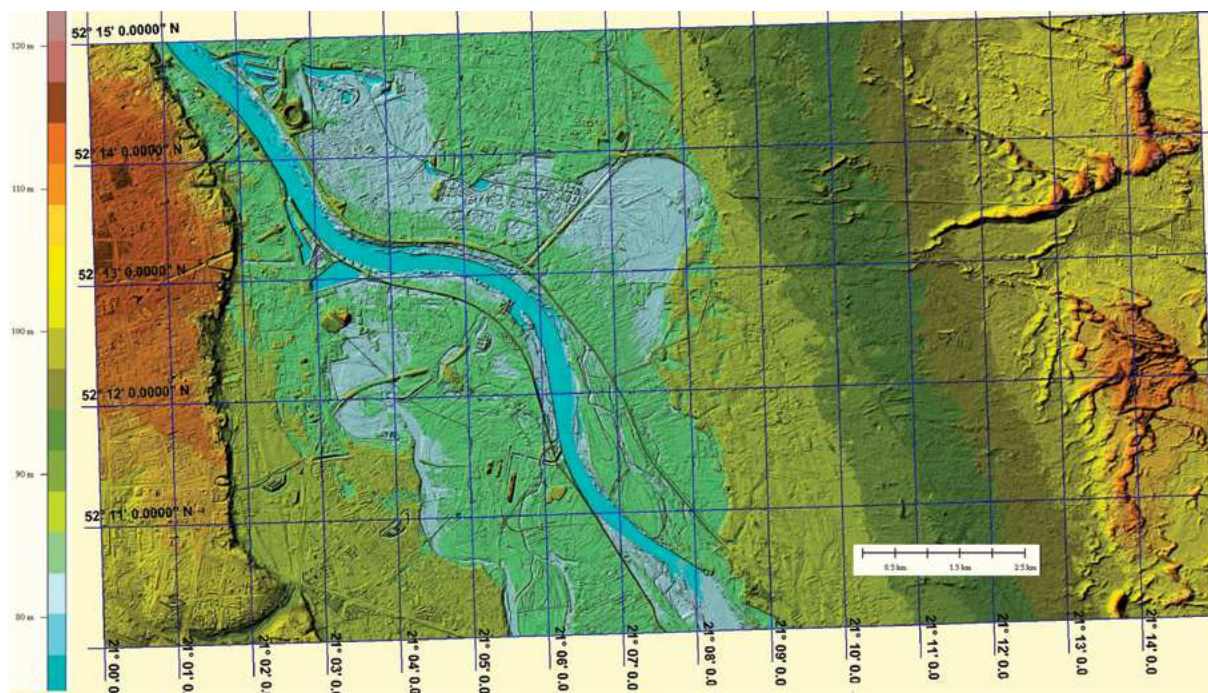 120 m
110 m
100 m
90 m
80 m
52° 15' 0.0000" N
52° 14' 0.0000" N
52° 13' 0.0000" N
52° 12' 0.0000" N
52° 11' 0.0000" N
0.5 km 1.5 km 2.5 km
21° 00' 0.0
21° 01' 0.0
21° 02' 0.0
21° 03' 0.0
21° 04' 0.0
21° 05' 0.0
21° 06' 0.0
21° 07' 0.0
21° 08' 0.0
21° 09' 0.0
21° 10' 0.0
21° 11' 0.0
21° 12' 0.0
21° 13' 0.0
21° 14' 0.0